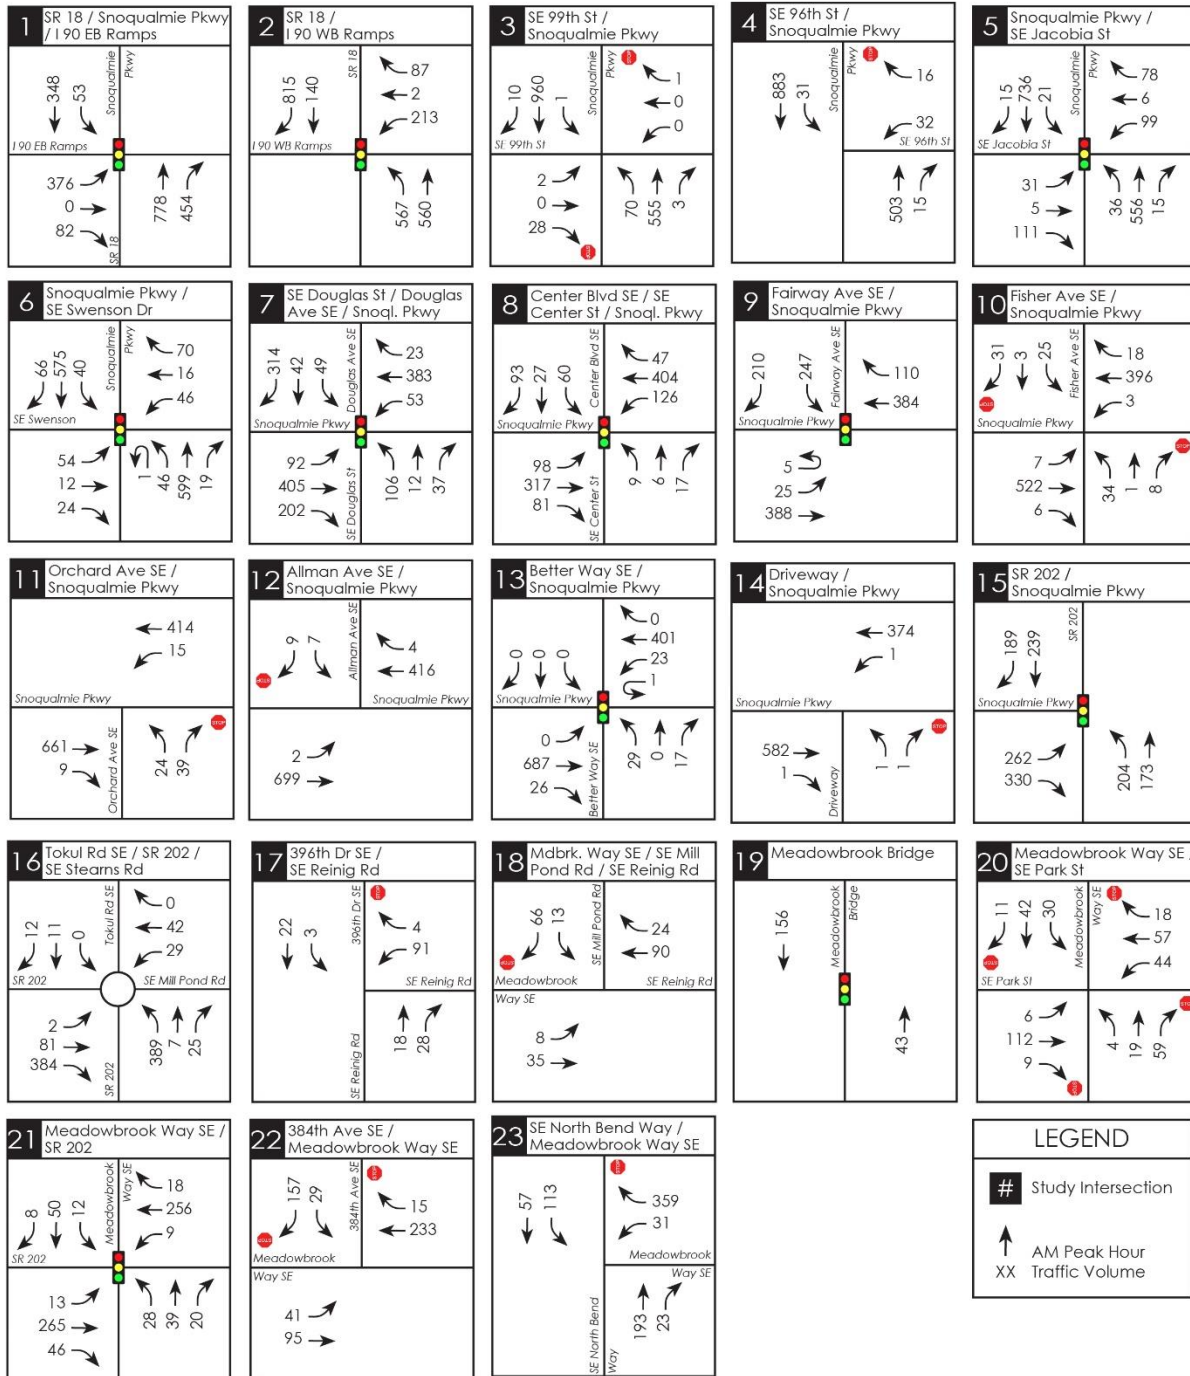 1
SR 18 / Snoqualmie Pkwy
/ I 90 EB Ramps
348
53
Snoqualmie
Pkwy
I 90 EB Ramps
376
0
82
SR 18
778
454
2
SR 18 /
I 90 WB Ramps
815
140
SR 18
87
2
213
I 90 WB Ramps
567
560
3
SE 99th St /
Snoqualmie Pkwy
10
960
1
Snoqualmie
Pkwy
STOP
1
0
0
SE 99th St
2
0
28
STOP
70
555
3
4
SE 96th St /
Snoqualmie Pkwy
883
31
Snoqualmie
Pkwy
STOP
16
32
SE 96th St
503
15
5
Snoqualmie Pkwy /
SE Jacobia St
15
736
21
Snoqualmie
Pkwy
78
6
99
SE Jacobia St
31
5
111
36
556
15
6
Snoqualmie Pkwy /
SE Swenson Dr
66
575
40
Snoqualmie
Pkwy
70
16
46
SE Swenson
54
12
24
1
46
599
19
7
SE Douglas St / Douglas
Ave SE / Snoql. Pkwy
314
42
49
Douglas Ave SE
23
383
53
Snoqualmie Pkwy
92
405
202
SE Douglas St
106
12
37
8
Center Blvd SE / SE
Center St / Snoql. Pkwy
93
27
60
Center Blvd SE
47
404
126
Snoqualmie Pkwy
98
317
81
SE Center St
9
6
17
9
Fairway Ave SE /
Snoqualmie Pkwy
210
247
Fairway Ave SE
110
384
Snoqualmie Pkwy
5
25
388
10
Fisher Ave SE /
Snoqualmie Pkwy
31
3
25
Fisher Ave SE
18
396
3
STOP
Snoqualmie Pkwy
7
522
6
34
1
8
STOP
11
Orchard Ave SE /
Snoqualmie Pkwy
414
15
Snoqualmie Pkwy
661
9
Orchard Ave SE
24
39
STOP
12
Allman Ave SE /
Snoqualmie Pkwy
9
7
Allman Ave SE
4
416
STOP
Snoqualmie Pkwy
2
699
13
Better Way SE /
Snoqualmie Pkwy
0
0
0
0
401
23
1
Snoqualmie Pkwy
0
687
26
Better Way SE
29
0
17
14
Driveway /
Snoqualmie Pkwy
374
1
Snoqualmie Pkwy
582
1
Driveway
1
1
STOP
15
SR 202 /
Snoqualmie Pkwy
189
239
SR 202
Snoqualmie Pkwy
262
330
204
173
16
Tokul Rd SE / SR 202 /
SE Stearns Rd
12
11
0
Tokul Rd SE
0
42
29
SR 202
SE Mill Pond Rd
2
81
384
SR 202
389
7
25
17
396th Dr SE /
SE Reinig Rd
22
3
396th Dr SE
STOP
4
91
SE Reinig Rd
SE Reinig Rd
18
28
18
Mdbrk. Way SE / SE Mill
Pond Rd / SE Reinig Rd
66
13
SE Mill Pond Rd
24
90
STOP
Meadowbrook
Way SE
SE Reinig Rd
8
35
19
Meadowbrook Bridge
156
Meadowbrook
Bridge
43
20
Meadowbrook Way SE /
SE Park St
11
42
30
Meadowbrook
Way SE
STOP
18
57
44
STOP
SE Park St
6
112
9
STOP
4
19
59
STOP
21
Meadowbrook Way SE /
SR 202
8
50
12
Meadowbrook
Way SE
18
256
9
SR 202
13
265
46
28
39
20
22
384th Ave SE /
Meadowbrook Way SE
157
29
384th Ave SE
STOP
15
233
STOP
Meadowbrook
Way SE
41
95
23
SE North Bend Way /
Meadowbrook Way SE
57
113
STOP
359
31
Meadowbrook
Way SE
SE North Bend
Way
193
23
LEGEND
# Study Intersection
AM Peak Hour
XX Traffic Volume